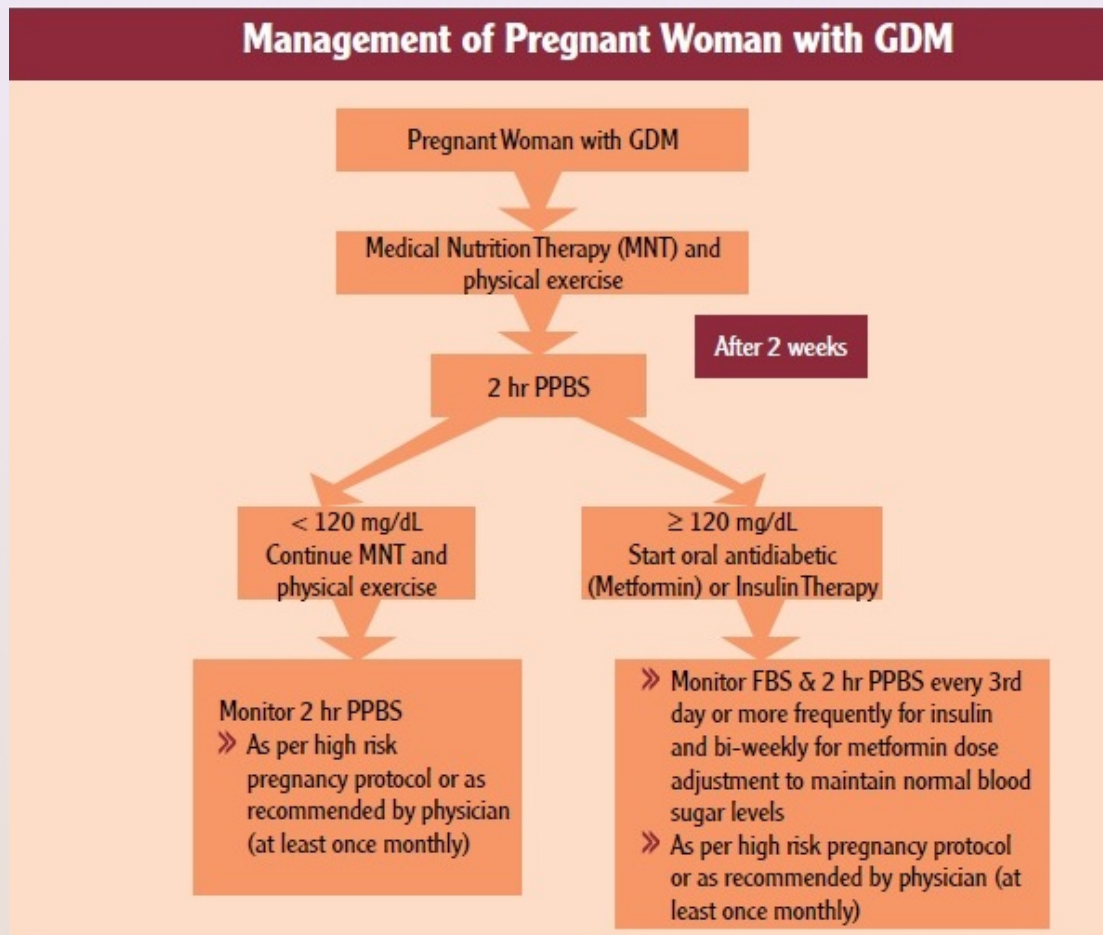 Management of Pregnant Woman with GDM
Pregnant Woman with GDM
Medical Nutrition Therapy (MNT) and
physical exercise
After 2 weeks
2 hr PPBS
< 120 mg/dL
Continue MNT and
physical exercise
≥ 120 mg/dL
Start oral antidiabetic
(Metformin) or Insulin Therapy
Monitor 2 hr PPBS
» As per high risk
pregnancy protocol or as
recommended by physician
(at least once monthly)
» Monitor FBS & 2 hr PPBS every 3rd
day or more frequently for insulin
and bi-weekly for metformin dose
adjustment to maintain normal blood
sugar levels
» As per high risk pregnancy protocol
or as recommended by physician (at
least once monthly)